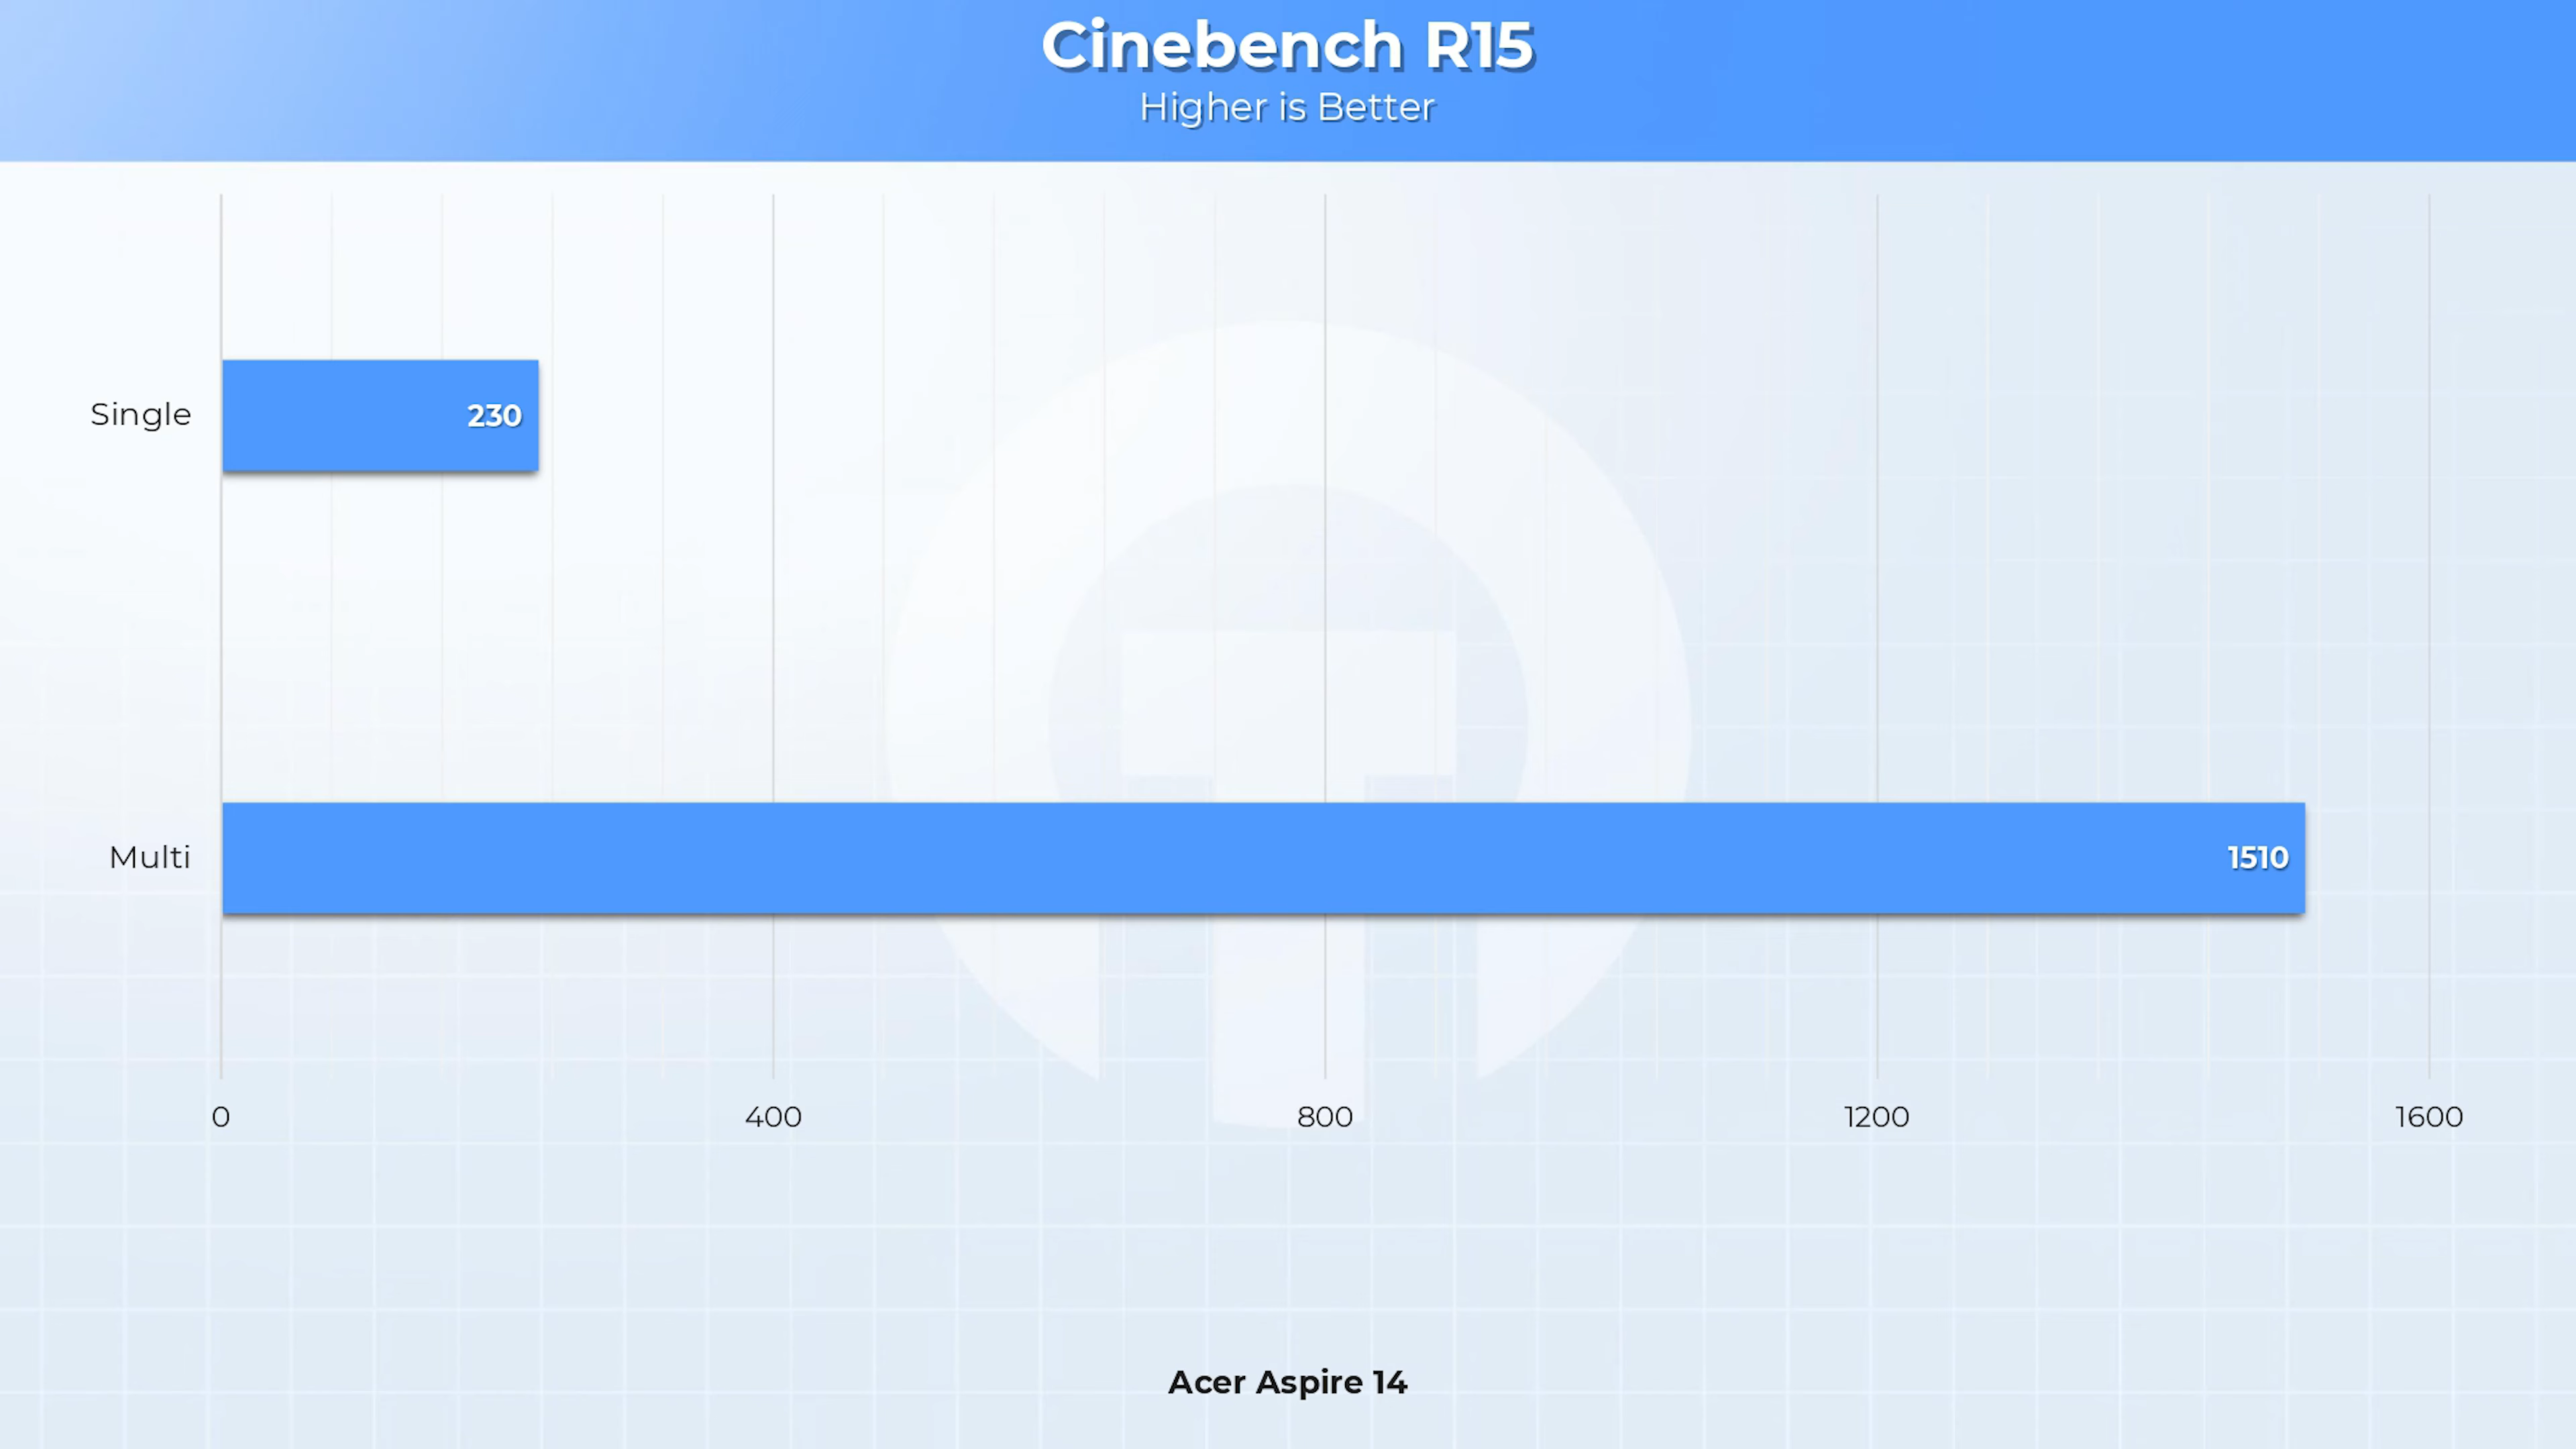 Cinebench R15
Higher is Better
Single
230
Multi
1510
0 400 800 1200 1600
Acer Aspire 14